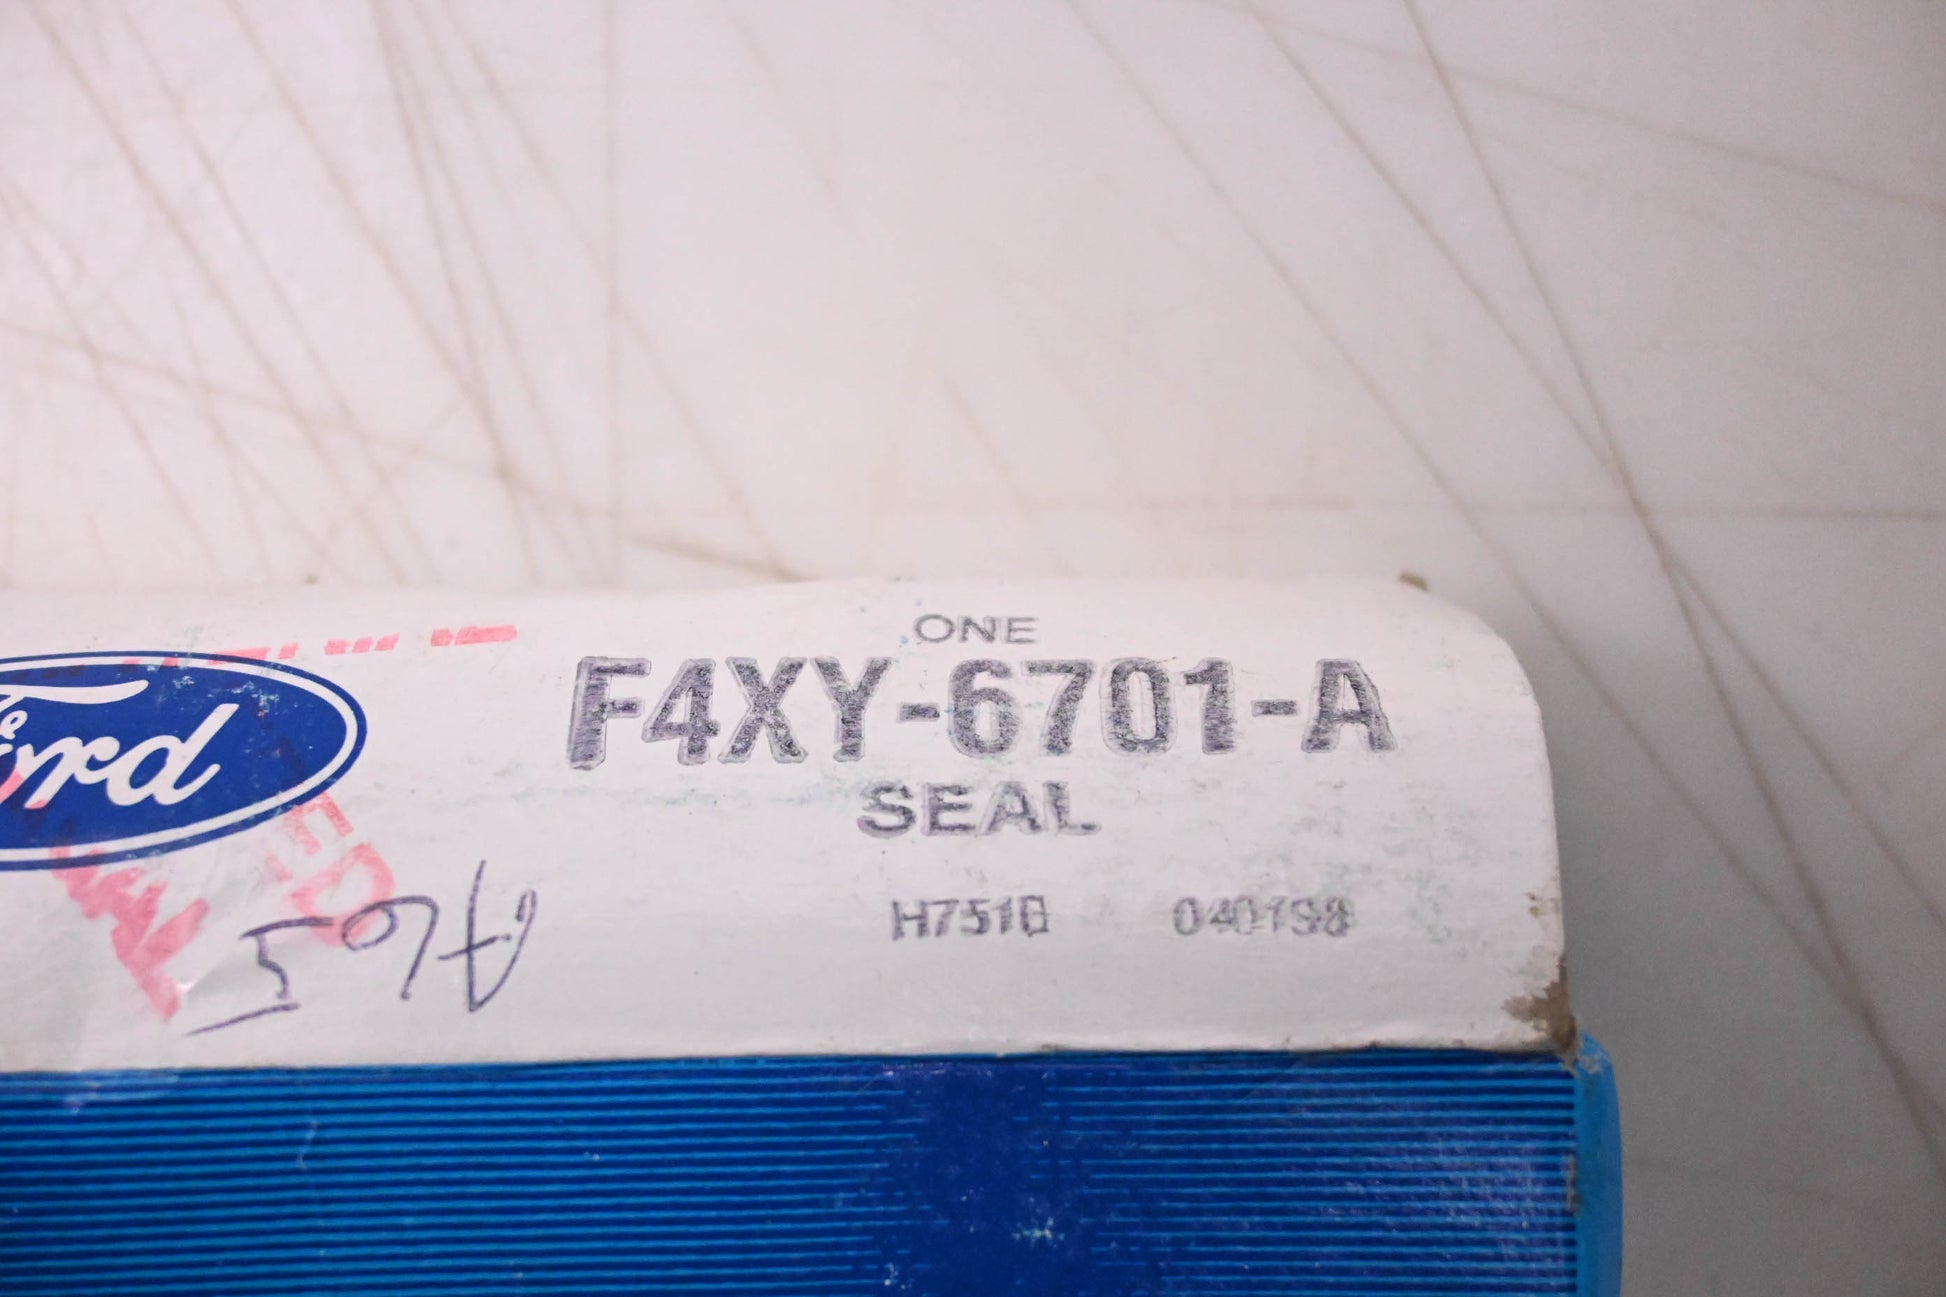 ONE
F4XY-6701-A
Ford
SEAL
H751B 040198
A65